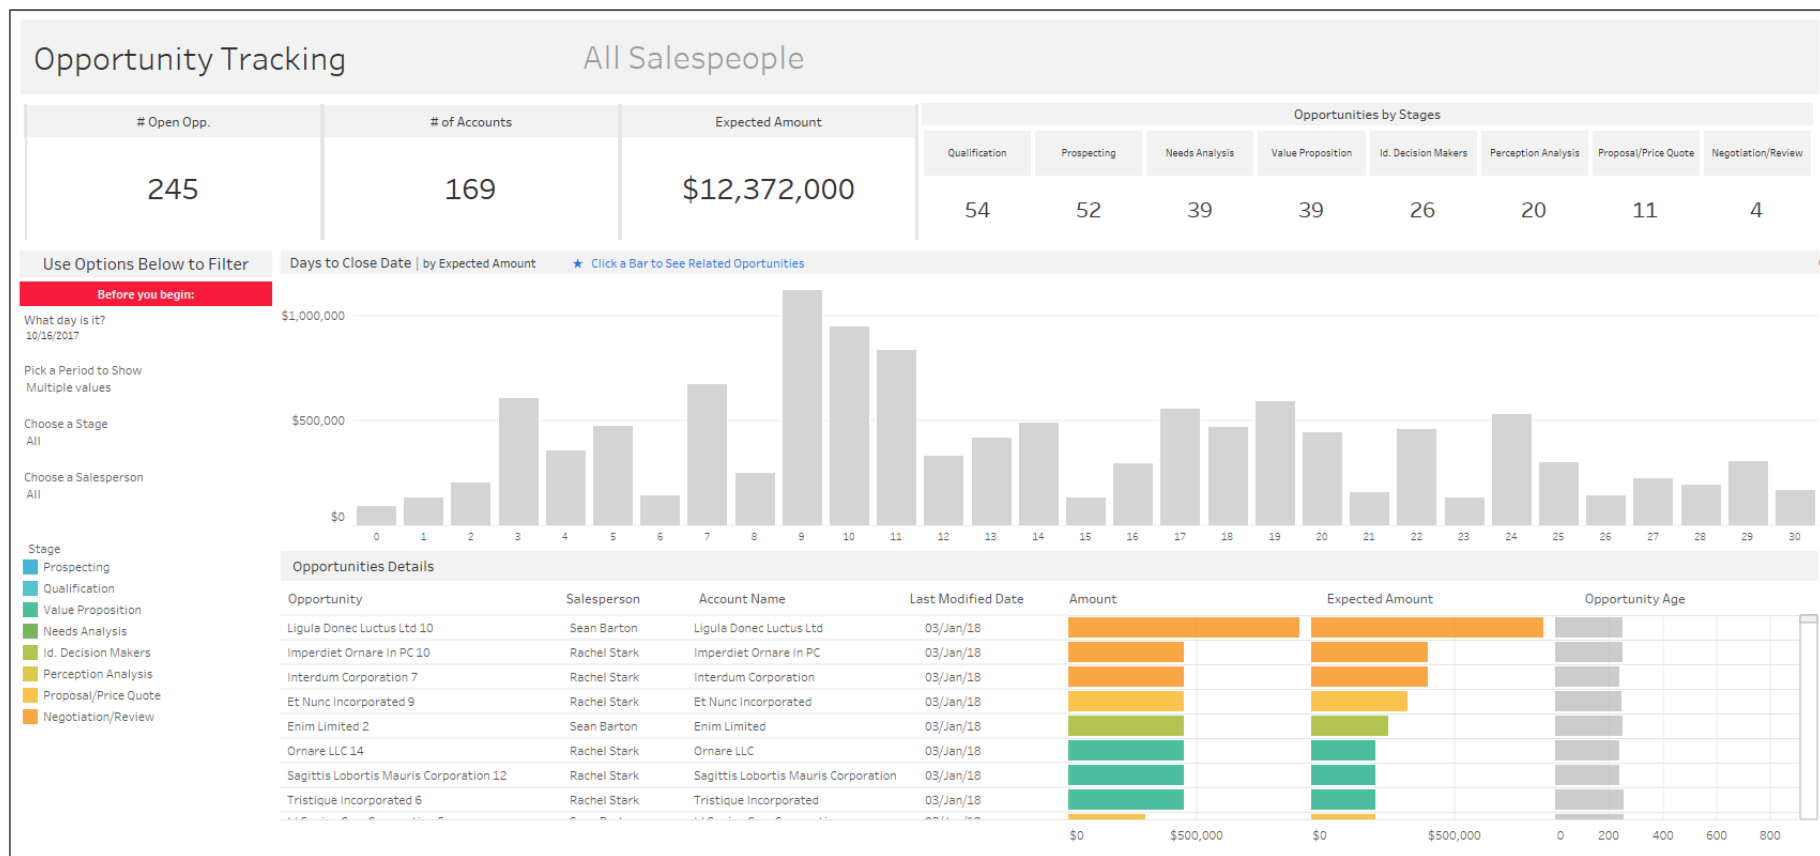 Opportunity Tracking
All Salespeople
# Open Opp.
# of Accounts
Expected Amount
Opportunities by Stages
Qualification
Prospecting
Needs Analysis
Value Proposition
Id. Decision Makers
Perception Analysis
Proposal/Price Quote
Negotiation/Review
245
169
$12,372,000
54
52
39
39
26
20
11
4
Use Options Below to Filter
Before you begin:
What day is it?
10/16/2017
Pick a Period to Show
Multiple values
Choose a Stage
All
Choose a Salesperson
All
Stage
Prospecting
Qualification
Value Proposition
Needs Analysis
Id. Decision Makers
Perception Analysis
Proposal/Price Quote
Negotiation/Review
Days to Close Date | by Expected Amount
★ Click a Bar to See Related Oportunities
$1,000,000
$500,000
$0
0 1 2 3 4 5 6 7 8 9 10 11 12 13 14 15 16 17 18 19 20 21 22 23 24 25 26 27 28 29 30
Opportunities Details
Opportunity Salesperson Account Name Last Modified Date Amount Expected Amount Opportunity Age
Ligula Donec Luctus Ltd 10 Sean Barton Ligula Donec Luctus Ltd 03/Jan/18
Imperdiet Ornare In PC 10 Rachel Stark Imperdiet Ornare In PC 03/Jan/18
Interdum Corporation 7 Rachel Stark Interdum Corporation 03/Jan/18
Et Nunc Incorporated 9 Rachel Stark Et Nunc Incorporated 03/Jan/18
Enim Limited 2 Sean Barton Enim Limited 03/Jan/18
Ornare LLC 14 Rachel Stark Ornare LLC 03/Jan/18
Sagittis Lobortis Mauris Corporation 12 Rachel Stark Sagittis Lobortis Mauris Corporation 03/Jan/18
Tristique Incorporated 6 Rachel Stark Tristique Incorporated 03/Jan/18
$0 $500,000 $0 $500,000 0 200 400 600 800